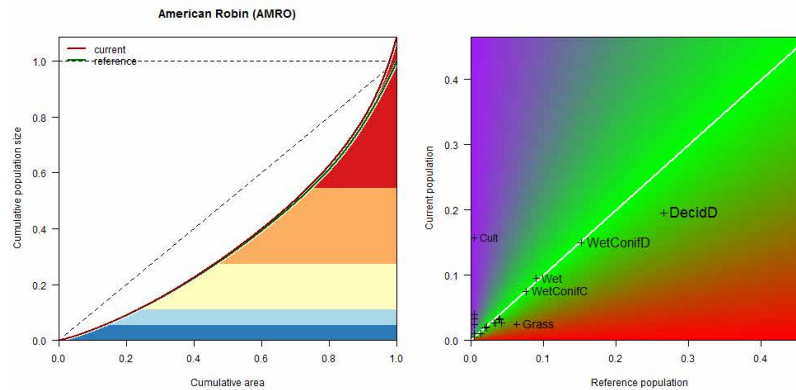 American Robin (AMRO)
current
reference
Cumulative population size
0.0
0.2
0.4
0.6
0.8
1.0
0.0
0.2
0.4
0.6
0.8
1.0
Cumulative area
Current population
0.0
0.1
0.2
0.3
0.4
Cult
DecidD
WetConifD
Wet
WetConifC
Grass
0.0
0.1
0.2
0.3
0.4
Reference population